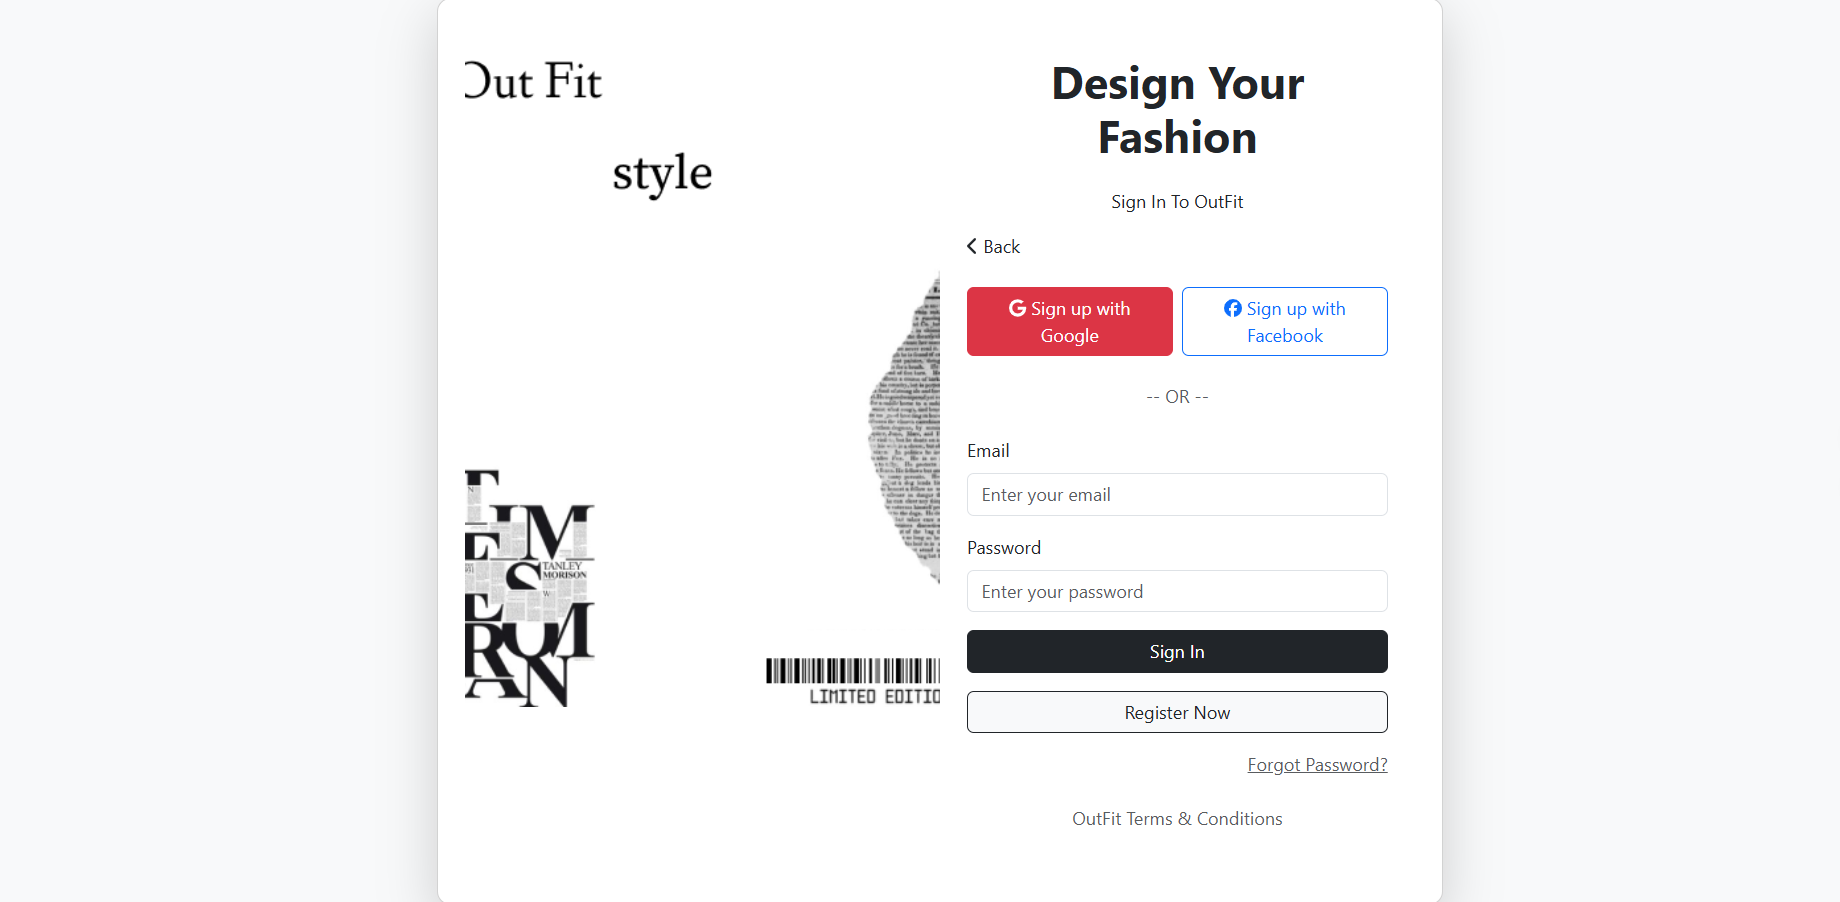 Out Fit
style
TANLEY
MORISON
W
LIMITED EDITIO
Design Your
Fashion
Sign In To OutFit
Back
Sign up with
Google
Sign up with
Facebook
-- OR --
Email
Enter your email
Password
Enter your password
Sign In
Register Now
Forgot Password?
OutFit Terms & Conditions